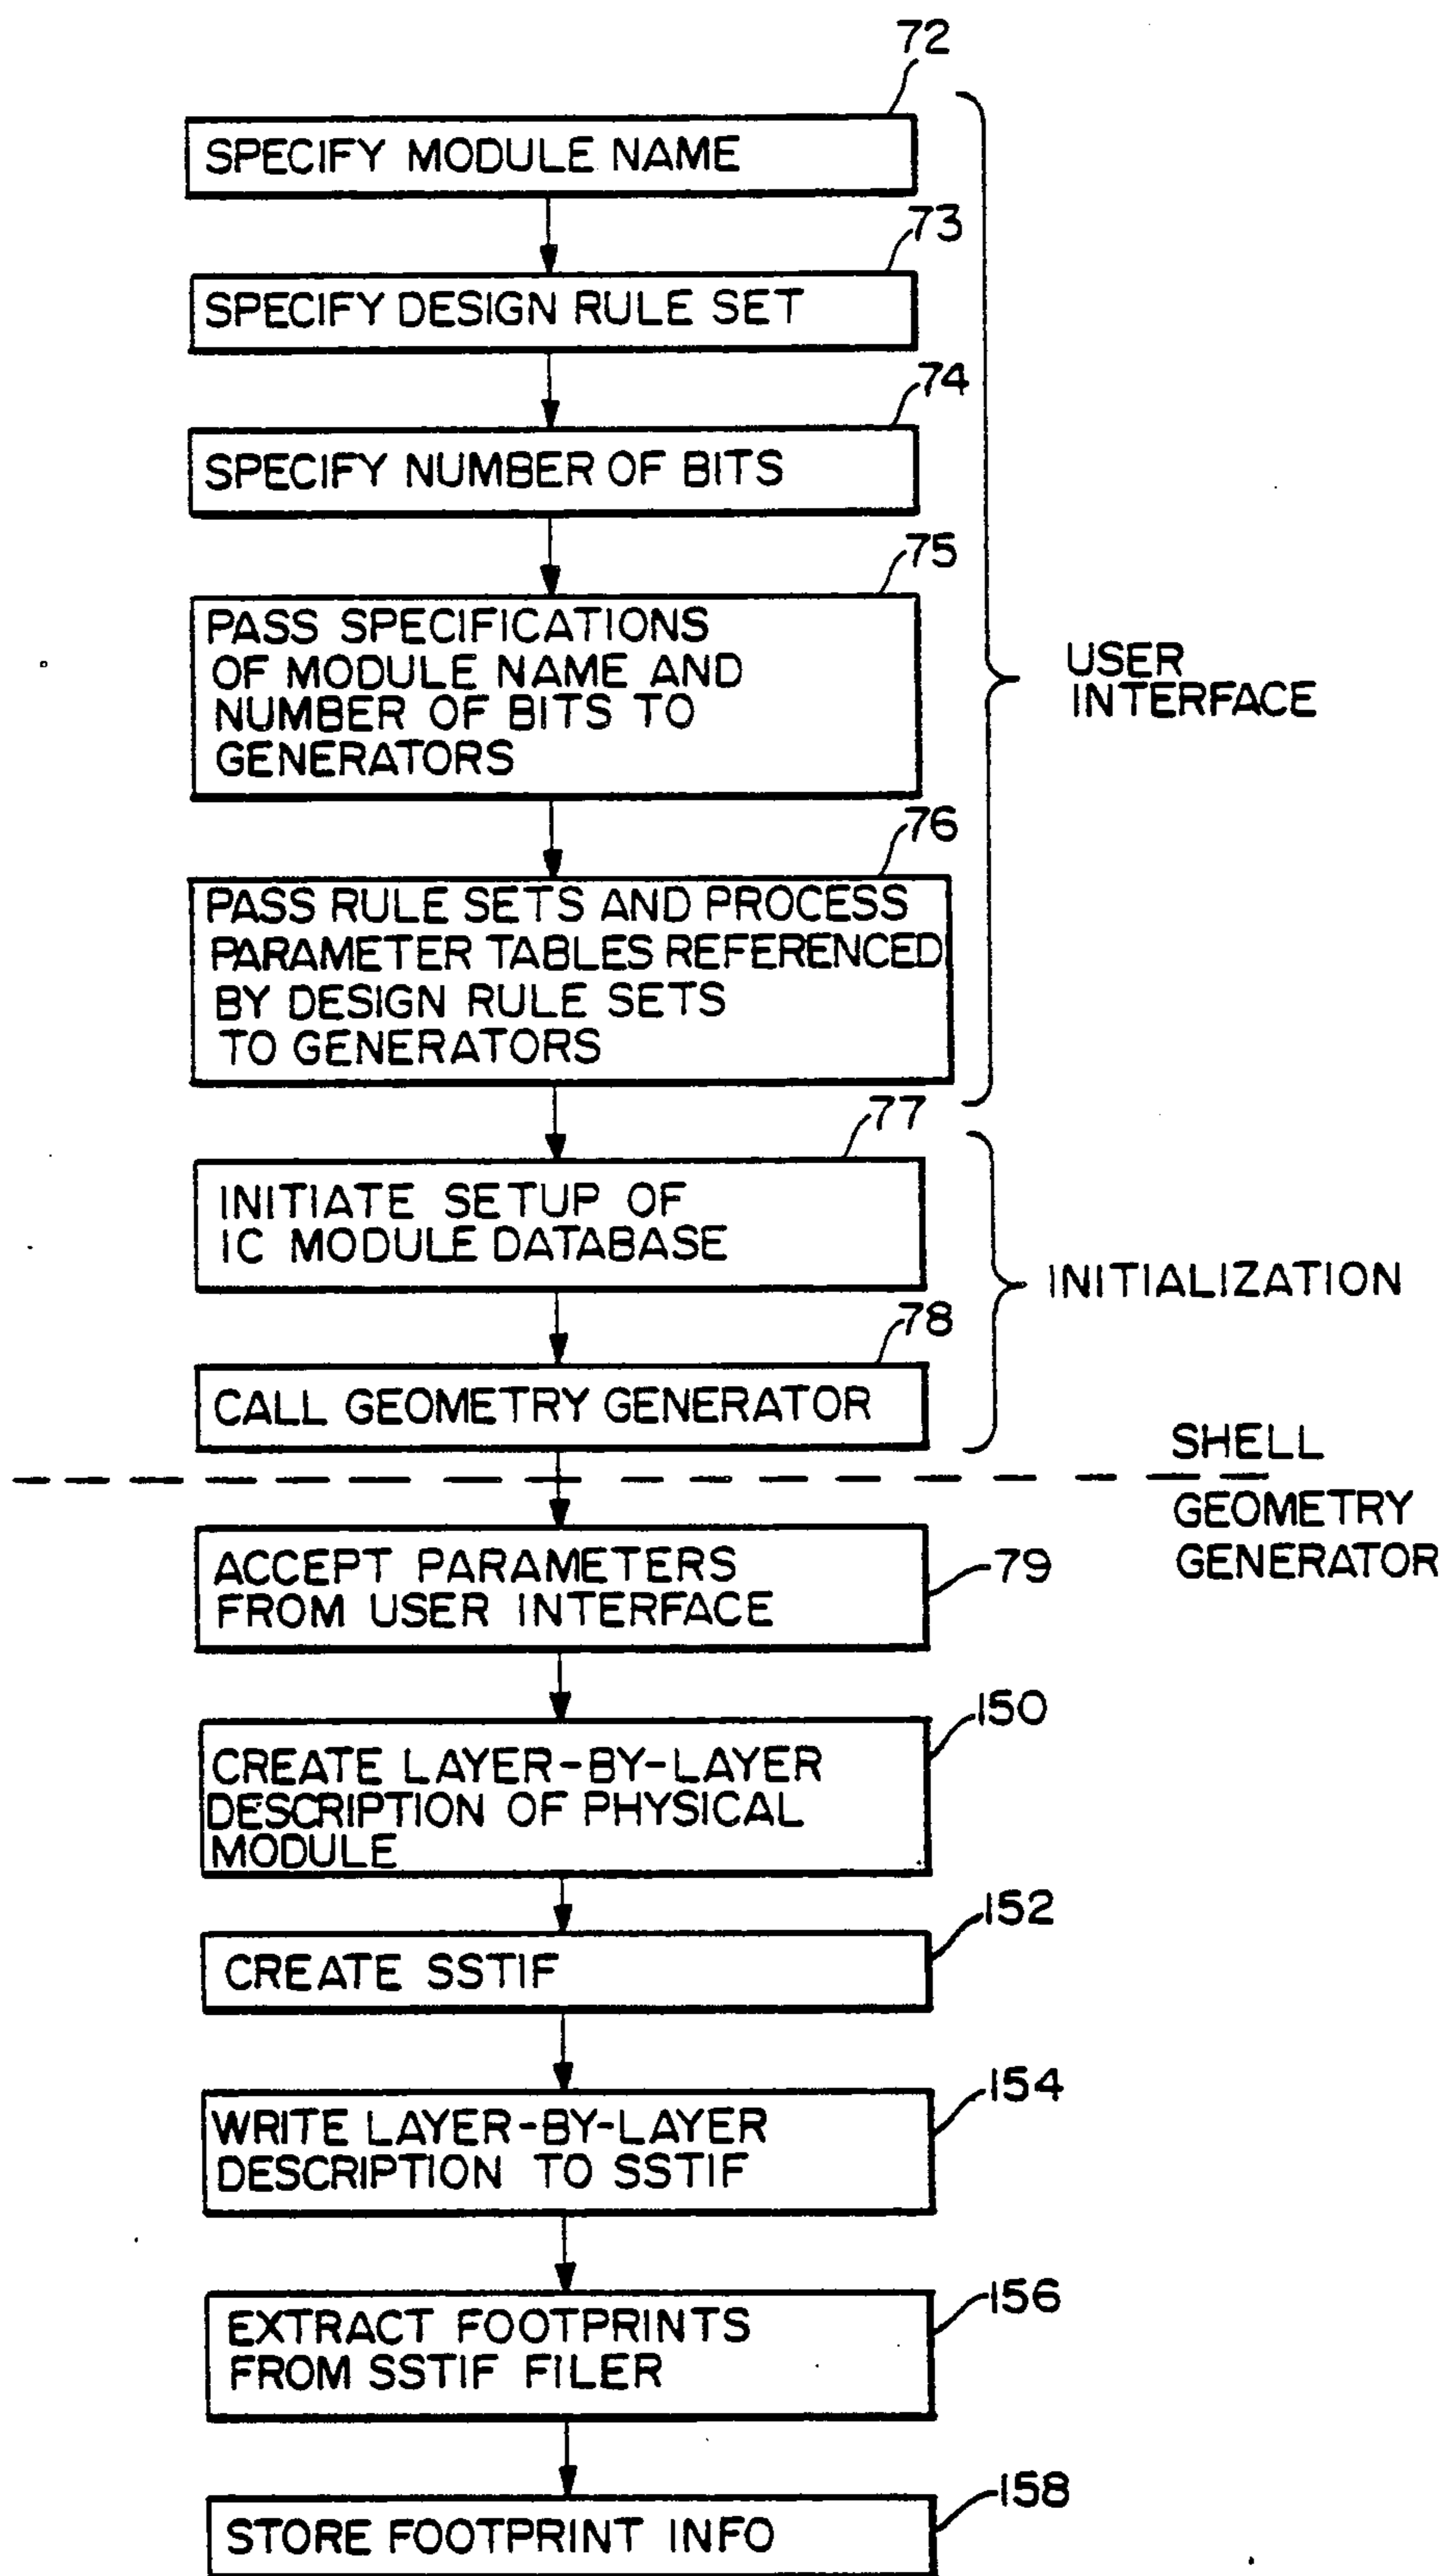 72
SPECIFY MODULE NAME
73
SPECIFY DESIGN RULE SET
74
SPECIFY NUMBER OF BITS
75
PASS SPECIFICATIONS
OF MODULE NAME AND
NUMBER OF BITS TO
GENERATORS
USER
INTERFACE
76
PASS RULE SETS AND PROCESS
PARAMETER TABLES REFERENCED
BY DESIGN RULE SETS
TO GENERATORS
77
INITIATE SETUP OF
IC MODULE DATABASE
INITIALIZATION
78
CALL GEOMETRY GENERATOR
SHELL
GEOMETRY
GENERATOR
ACCEPT PARAMETERS
FROM USER INTERFACE
79
150
CREATE LAYER-BY-LAYER
DESCRIPTION OF PHYSICAL
MODULE
152
CREATE SSTIF
154
WRITE LAYER-BY-LAYER
DESCRIPTION TO SSTIF
156
EXTRACT FOOTPRINTS
FROM SSTIF FILER
158
STORE FOOTPRINT INFO